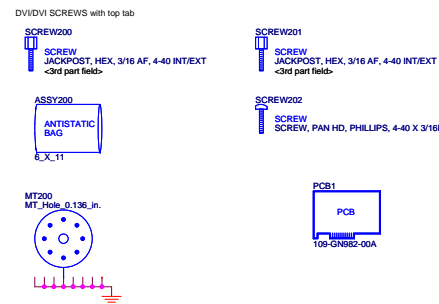 DVI/DVI SCREWS with top tab
SCREW200
SCREW
JACKPOST, HEX, 3/16 AF, 4-40 INT/EXT
<3rd part field>
SCREW201
SCREW
JACKPOST, HEX, 3/16 AF, 4-40 INT/EXT
<3rd part field>
ASSY200
ANTISTATIC
BAG
6_X_11
SCREW202
SCREW
SCREW, PAN HD, PHILLIPS, 4-40 X 3/16
MT200
MT_Hole_0.136_in.
PCB1
PCB
109-GN982-00A